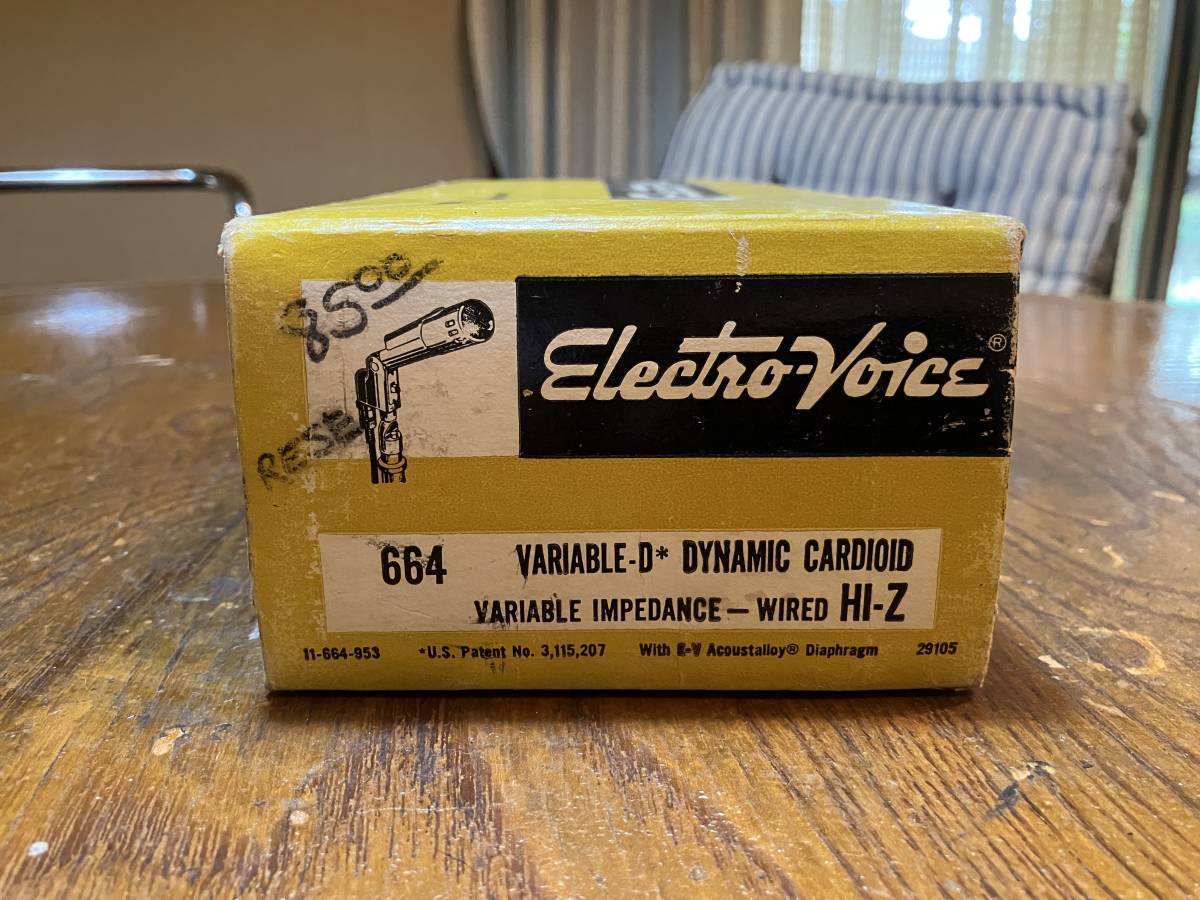 85⁰⁰
Electro-Voice®
RESE
664 VARIABLE-D* DYNAMIC CARDIOID
VARIABLE IMPEDANCE — WIRED HI-Z
11-664-953 *U.S. Patent No. 3,115,207 With E-V Acoustalloy® Diaphragm 29105